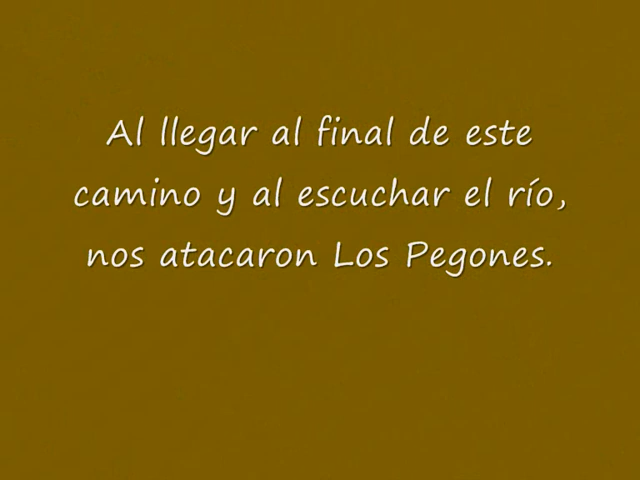 Al llegar al final de este
camino y al escuchar el río,
nos atacaron Los Pegones.